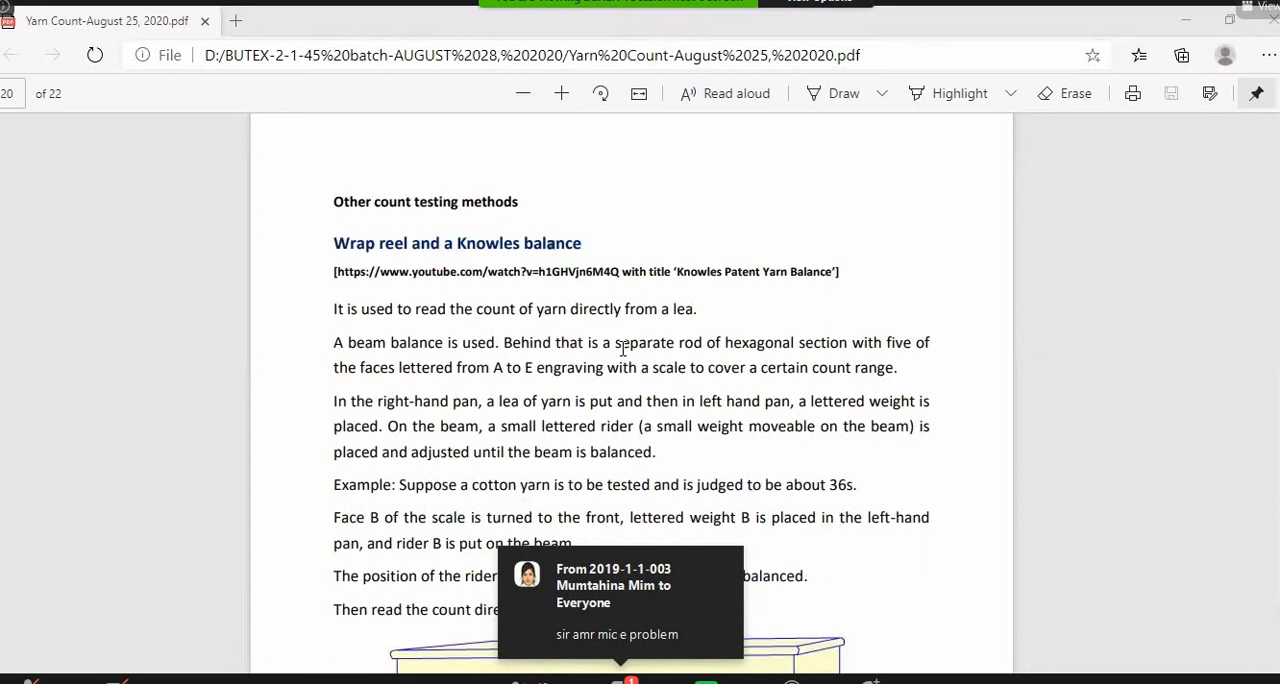 Yarn Count-August 25, 2020.pdf
View
File D:/BUTEX-2-1-45%20batch-AUGUST%2028,%202020/Yarn%20Count-August%2025,%202020.pdf
20 of 22 Read aloud Draw Highlight Erase
Other count testing methods
Wrap reel and a Knowles balance
[https://www.youtube.com/watch?v=h1GHVjn6M4Q with title ‘Knowles Patent Yarn Balance’]
It is used to read the count of yarn directly from a lea.
A beam balance is used. Behind that is a separate rod of hexagonal section with five of
the faces lettered from A to E engraving with a scale to cover a certain count range.
In the right-hand pan, a lea of yarn is put and then in left hand pan, a lettered weight is
placed. On the beam, a small lettered rider (a small weight moveable on the beam) is
placed and adjusted until the beam is balanced.
Example: Suppose a cotton yarn is to be tested and is judged to be about 36s.
Face B of the scale is turned to the front, lettered weight B is placed in the left-hand
pan, and rider B is put on the beam
The position of the rider balanced.
Then read the count
From 2019-1-1-003
Mumtahina Mim to
Everyone
sir amr mic e problem
1